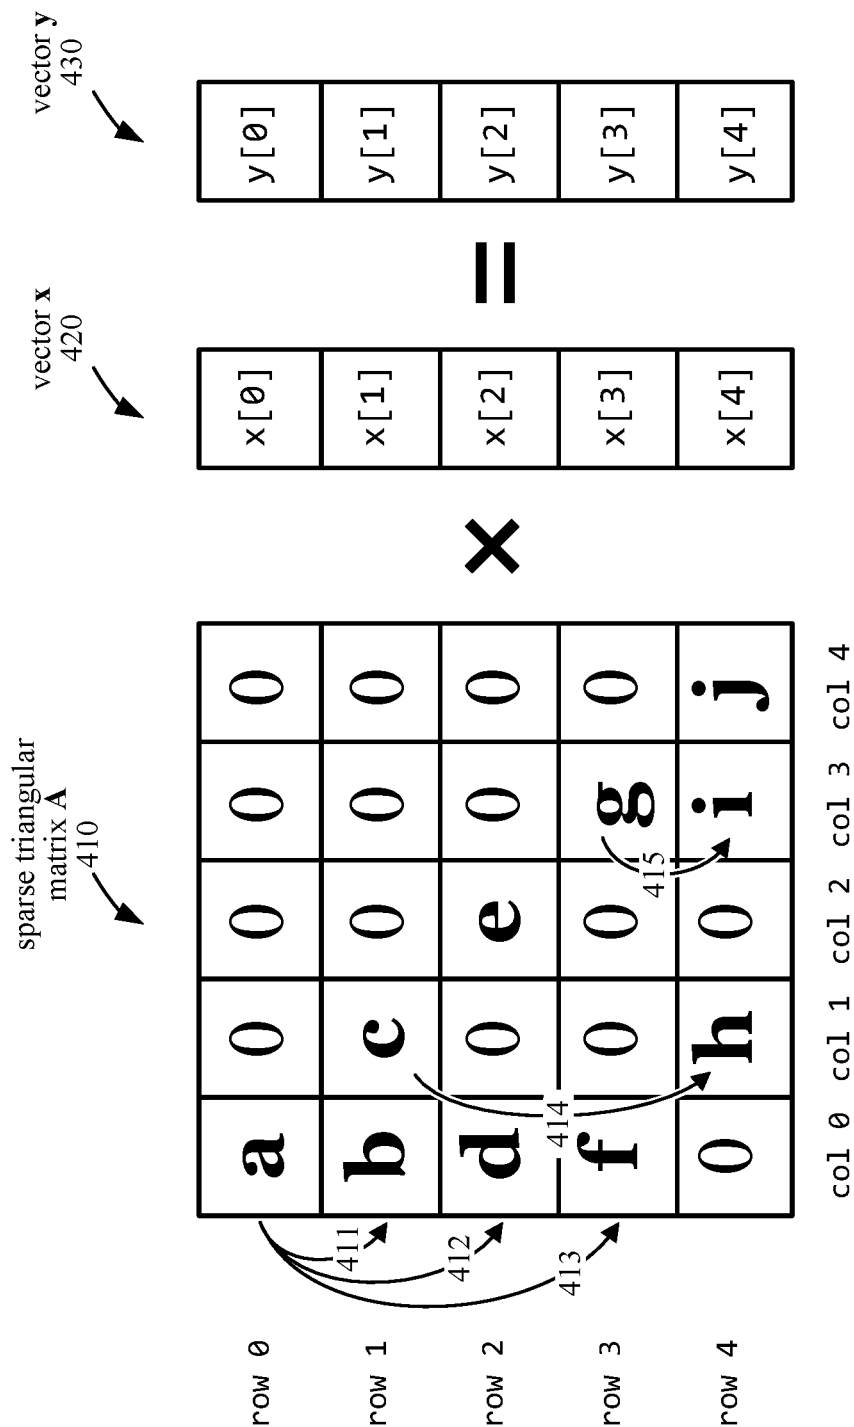 sparse triangular
matrix A
410
vector x
420
vector y
430
row 0
a
0
0
0
0
x[0]
y[0]
row 1
b
c
0
0
0
x[1]
y[1]
row 2
d
0
e
0
0
×
x[2]
=
y[2]
row 3
f
0
0
g
0
x[3]
y[3]
row 4
0
h
0
i
j
x[4]
y[4]
411
412
413
414
415
col 0
col 1
col 2
col 3
col 4